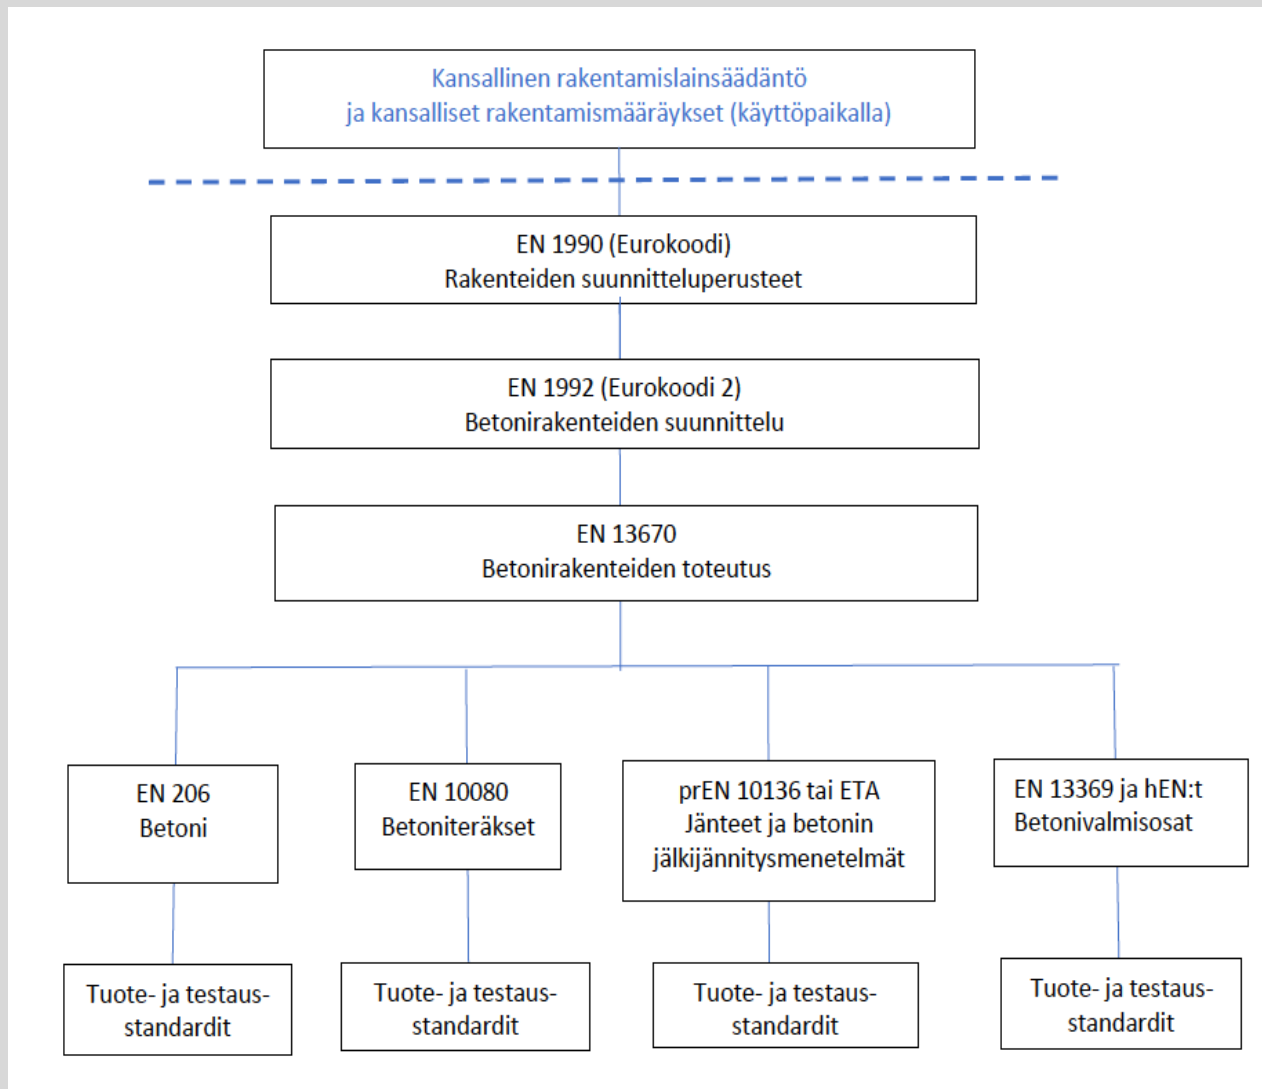 Kansallinen rakentamislainsäädäntö
ja kansalliset rakentamismääräykset (käyttöpaikalla)
EN 1990 (Eurokoodi)
Rakenteiden suunnitteluperusteet
EN 1992 (Eurokoodi 2)
Betonirakenteiden suunnittelu
EN 13670
Betonirakenteiden toteutus
EN 206
Betoni
EN 10080
Betoniteräkset
prEN 10136 tai ETA
Jänteet ja betonin
jälkijännitysmenetelmät
EN 13369 ja hEN:t
Betonivalmisosat
Tuote- ja testaus-
standardit
Tuote- ja testaus-
standardit
Tuote- ja testaus-
standardit
Tuote- ja testaus-
standardit